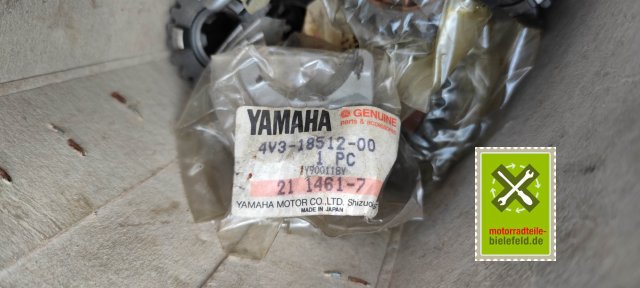 YAMAHA
GENUINE
parts & accessories
4V3-18512-00
1 PC
21 1461-7
YAMAHA MOTOR CO., LTD. Shizuoka
MADE IN JAPAN
motorradteile-
bielefeld.de